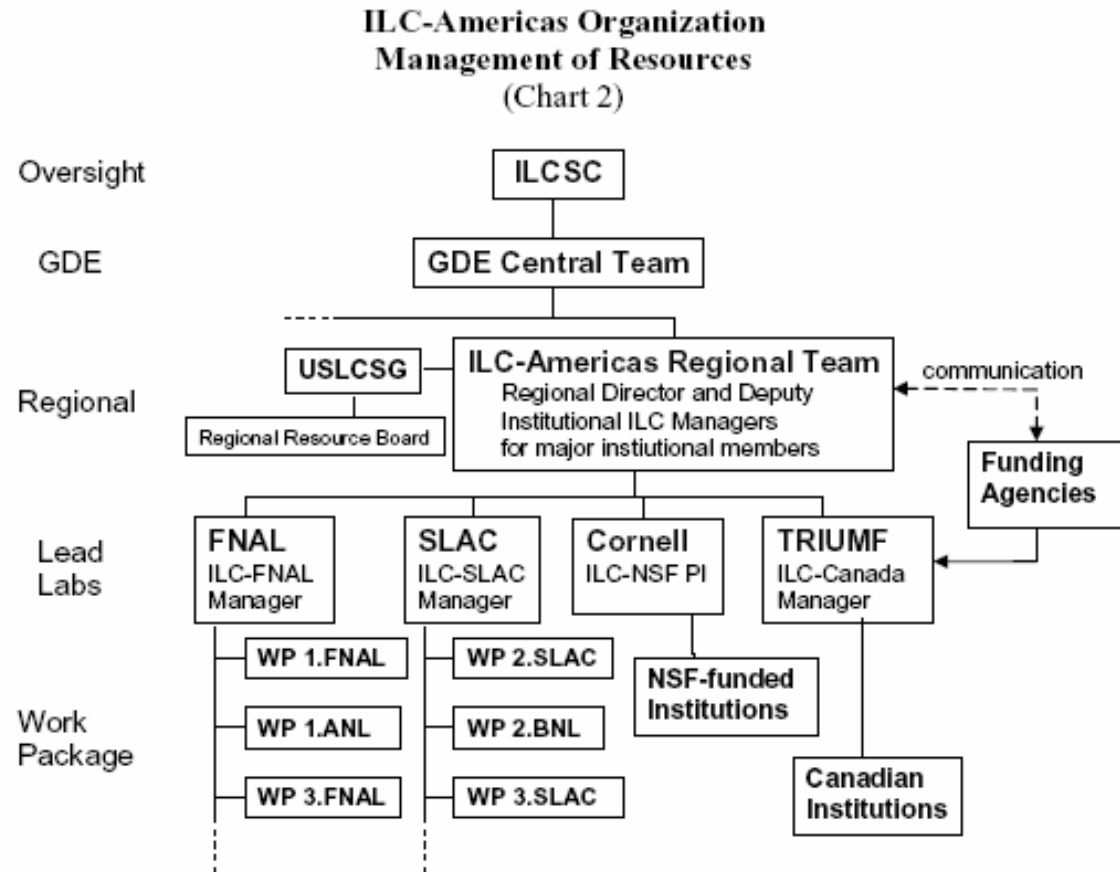 ILC-Americas Organization
Management of Resources
(Chart 2)
Oversight
ILCSC
GDE
GDE Central Team
Regional
USLCSG
Regional Resource Board
ILC-Americas Regional Team
Regional Director and Deputy
Institutional ILC Managers
for major instiutional members
communication
Funding
Agencies
Lead
Labs
FNAL
ILC-FNAL
Manager
SLAC
ILC-SLAC
Manager
Cornell
ILC-NSF PI
TRIUMF
ILC-Canada
Manager
Work
Package
WP 1.FNAL
WP 1.ANL
WP 3.FNAL
WP 2.SLAC
WP 2.BNL
WP 3.SLAC
NSF-funded
Institutions
Canadian
Institutions